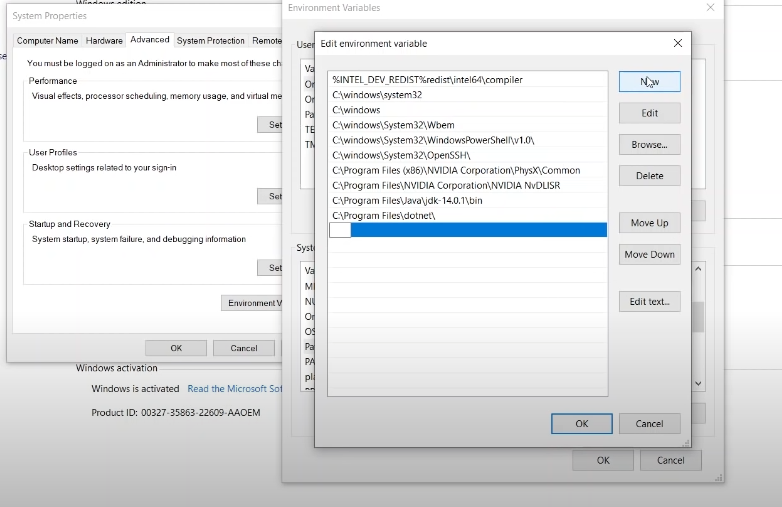 Windows edition
System Properties
Computer Name Hardware Advanced System Protection Remote
You must be logged on as an Administrator to make most of these ch
Performance
Visual effects, processor scheduling, memory usage, and virtual me
Set
User Profiles
Desktop settings related to your sign-in
Set
Startup and Recovery
System startup, system failure, and debugging information
Set
Environment V
OK Cancel
Windows activation
Windows is activated Read the Microsoft Sof
Product ID: 00327-35863-22609-AAOEM
Environment Variables
User
Va
On
Pa
TE
TM
Syste
Va
NU
On
OS
Pa
PA
pla
OK Cancel
Edit environment variable
%INTEL_DEV_REDIST%redist\intel64\compiler
C:\windows\system32
C:\windows
C:\windows\System32\Wbem
C:\windows\System32\WindowsPowerShell\v1.0\
C:\windows\System32\OpenSSH\
C:\Program Files (x86)\NVIDIA Corporation\PhysX\Common
C:\Program Files\NVIDIA Corporation\NVIDIA NvDLISR
C:\Program Files\Java\jdk-14.0.1\bin
C:\Program Files\dotnet\
New
Edit
Browse...
Delete
Move Up
Move Down
Edit text...
OK Cancel